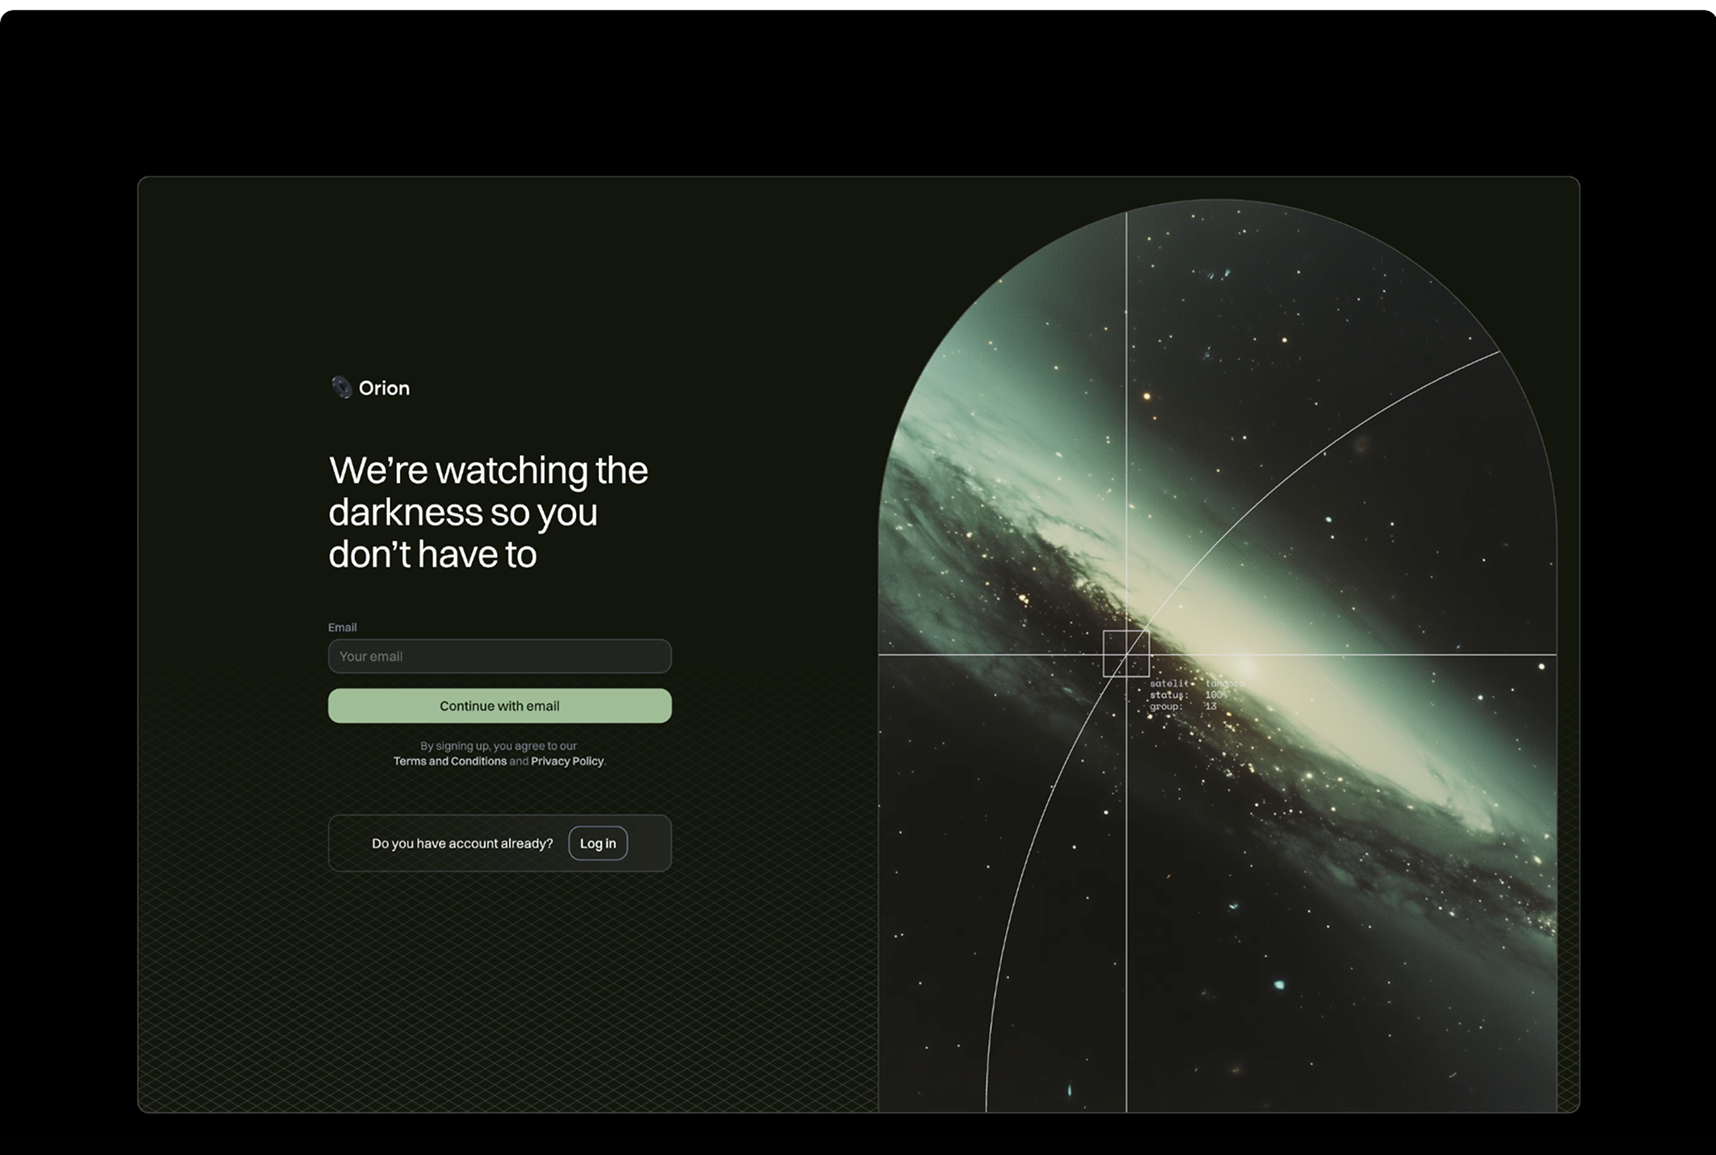 Orion
We're watching the
darkness so you
don't have to
Email
Your email
Continue with email
By signing up, you agree to our
Terms and Conditions and Privacy Policy.
Do you have account already? Log in
status: 100%
group: 13